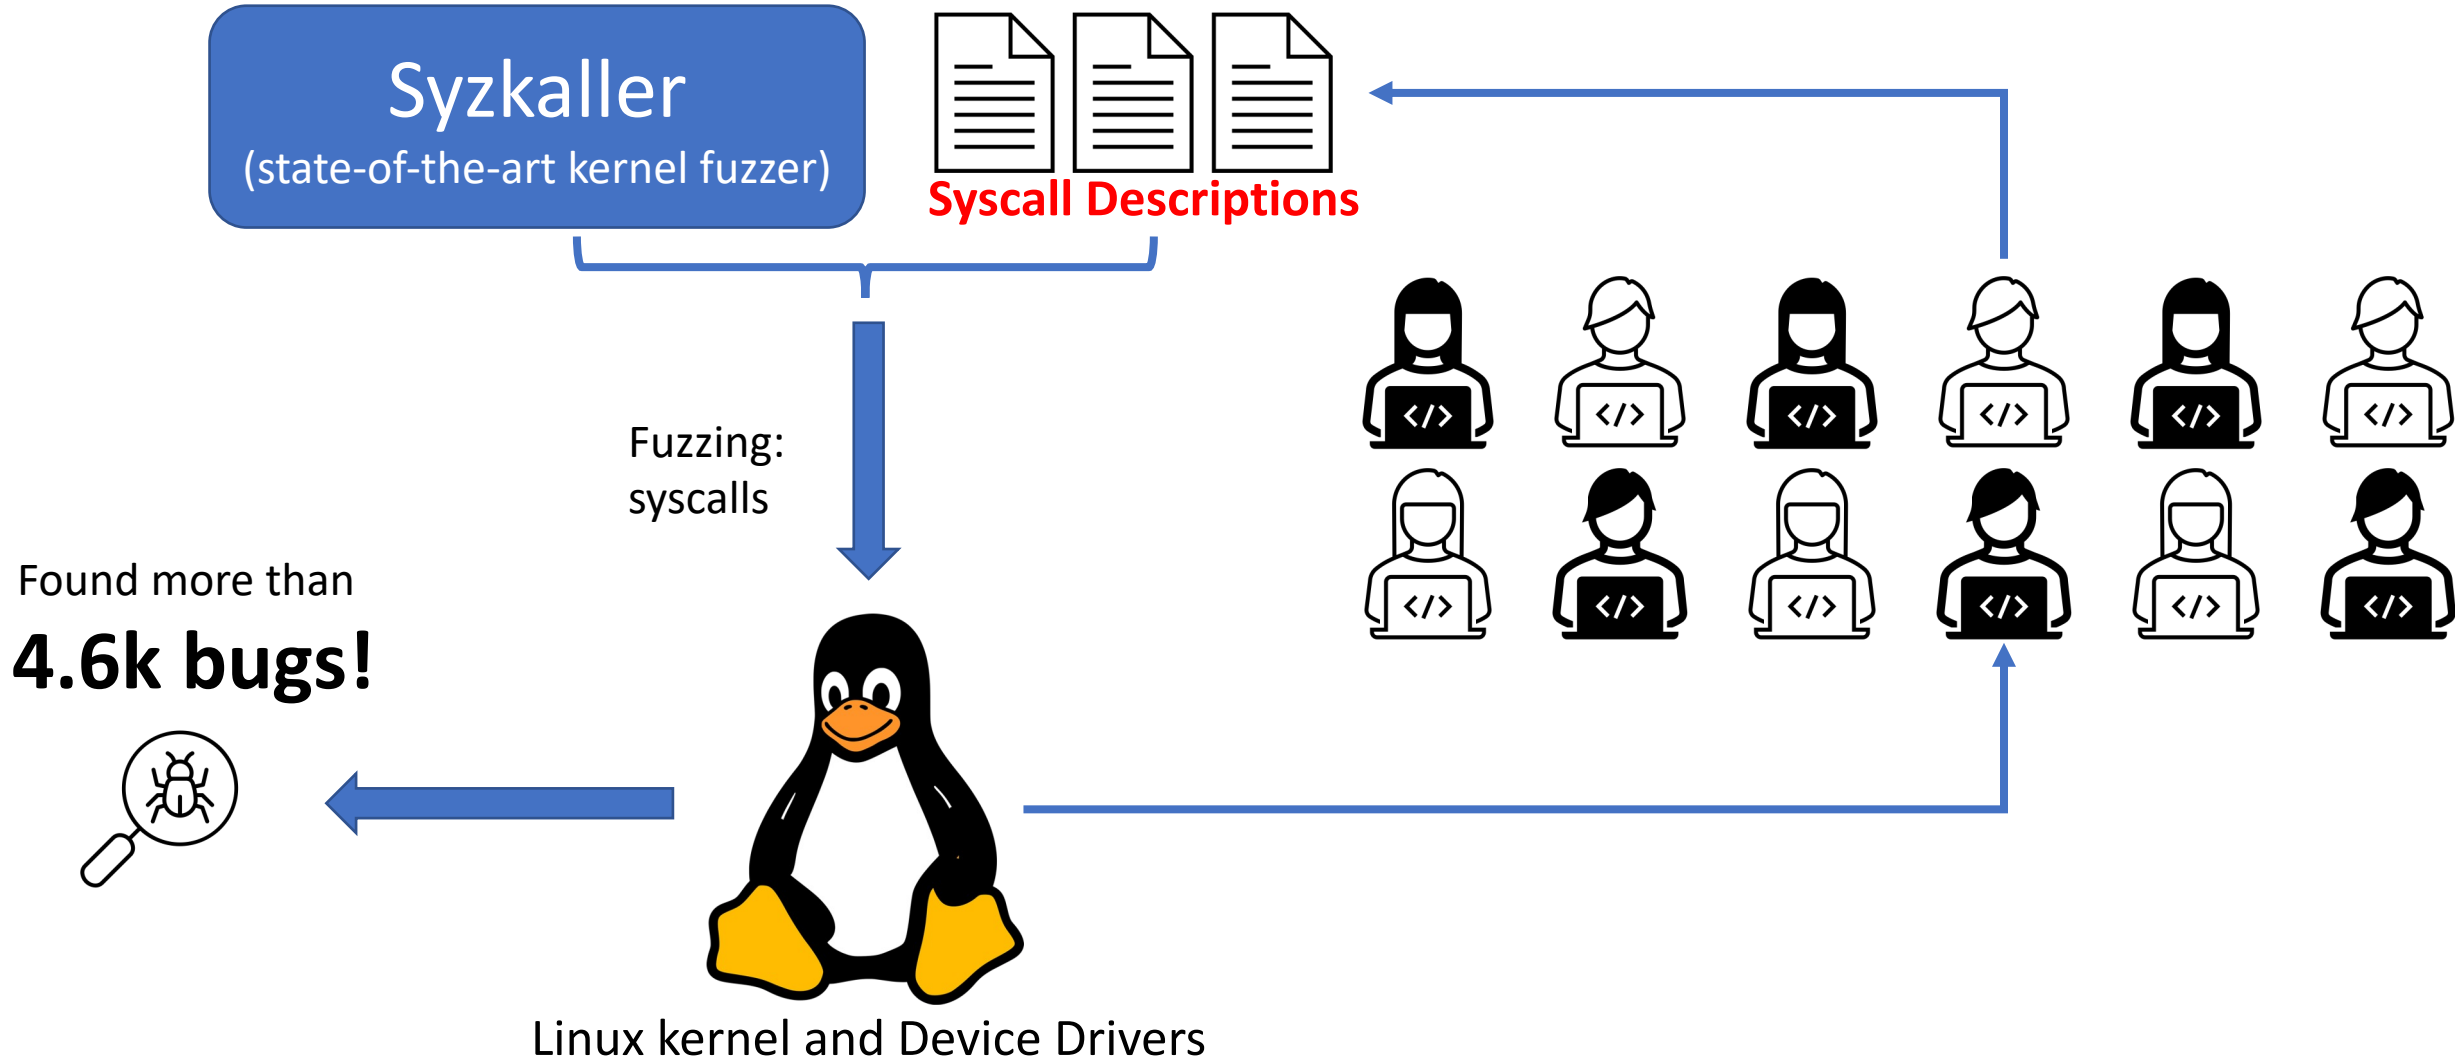 Syzkaller
(state-of-the-art kernel fuzzer)
Syscall Descriptions
Fuzzing:
syscalls
Found more than
4.6k bugs!
</> </> </> </> </> </>
</> </> </> </> </> </>
Linux kernel and Device Drivers